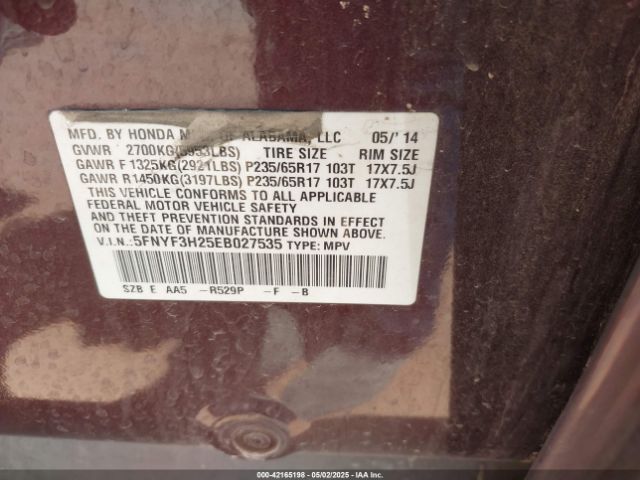 MFD. BY HONDA OF ALABAMA, LLC 05/'14
GVWR 2700KG(5953LBS) TIRE SIZE RIM SIZE
GAWR F 1325KG(2921LBS) P235/65R17 103T 17X7.5J
GAWR R 1450KG(3197LBS) P235/65R17 103T 17X7.5J
THIS VEHICLE CONFORMS TO ALL APPLICABLE
FEDERAL MOTOR VEHICLE SAFETY
AND THEFT PREVENTION STANDARDS IN EFFECT
ON THE DATE OF MANUFACTURE SHOWN ABOVE.
V.I.N.:5FNYF3H25EB027535 TYPE: MPV
SZB E AA5 -R529P -F -B
000-42165198 - 05/02/2025 - IAA Inc.